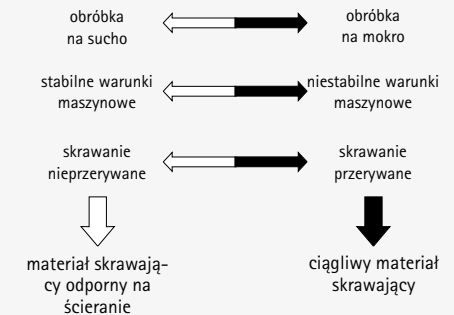 obróbka
na sucho
obróbka
na mokro
stabilne warunki
maszynowe
niestabilne warunki
maszynowe
skrawanie
nieprzerywane
skrawanie
przerywane
materiał skrawają-
cy odporny na
ścieranie
ciągliwy materiał
skrawający